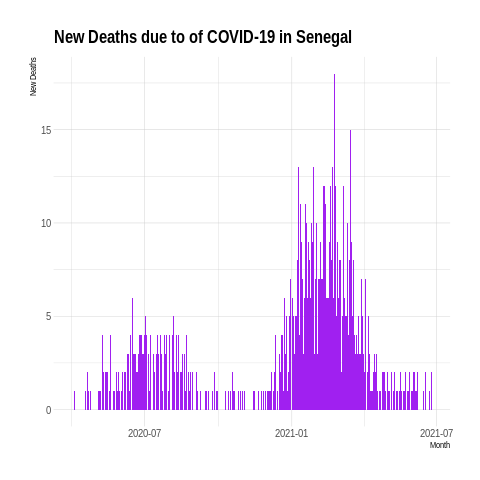 New Deaths due to of COVID-19 in Senegal
New Deaths
15
10
5
0
2020-07
2021-01
2021-07
Month